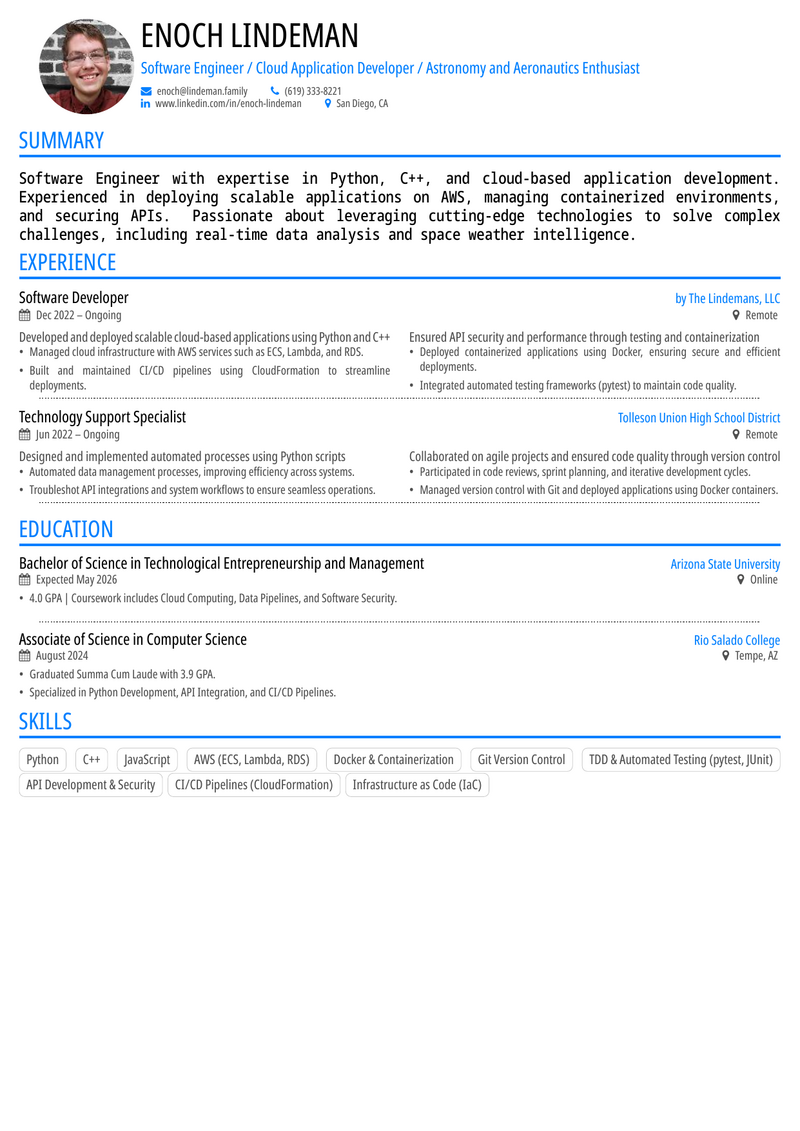 ENOCH LINDEMAN
Software Engineer / Cloud Application Developer / Astronomy and Aeronautics Enthusiast
enoch@lindeman.family (619) 333-8221
www.linkedin.com/in/enoch-lindeman San Diego, CA
SUMMARY
Software Engineer with expertise in Python, C++, and cloud-based application development.
Experienced in deploying scalable applications on AWS, managing containerized environments,
and securing APIs. Passionate about leveraging cutting-edge technologies to solve complex
challenges, including real-time data analysis and space weather intelligence.
EXPERIENCE
Software Developer by The Lindemans, LLC
Dec 2022 – Ongoing Remote
Developed and deployed scalable cloud-based applications using Python and C++
• Managed cloud infrastructure with AWS services such as ECS, Lambda, and RDS.
• Built and maintained CI/CD pipelines using CloudFormation to streamline
deployments.
Ensured API security and performance through testing and containerization
• Deployed containerized applications using Docker, ensuring secure and efficient
deployments.
• Integrated automated testing frameworks (pytest) to maintain code quality.
Technology Support Specialist Tolleson Union High School District
Jun 2022 – Ongoing Remote
Designed and implemented automated processes using Python scripts
• Automated data management processes, improving efficiency across systems.
• Troubleshot API integrations and system workflows to ensure seamless operations.
Collaborated on agile projects and ensured code quality through version control
• Participated in code reviews, sprint planning, and iterative development cycles.
• Managed version control with Git and deployed applications using Docker containers.
EDUCATION
Bachelor of Science in Technological Entrepreneurship and Management Arizona State University
Expected May 2026 Online
• 4.0 GPA | Coursework includes Cloud Computing, Data Pipelines, and Software Security.
Associate of Science in Computer Science Rio Salado College
August 2024 Tempe, AZ
• Graduated Summa Cum Laude with 3.9 GPA.
• Specialized in Python Development, API Integration, and CI/CD Pipelines.
SKILLS
Python C++ JavaScript AWS (ECS, Lambda, RDS) Docker & Containerization Git Version Control TDD & Automated Testing (pytest, JUnit)
API Development & Security CI/CD Pipelines (CloudFormation) Infrastructure as Code (IaC)